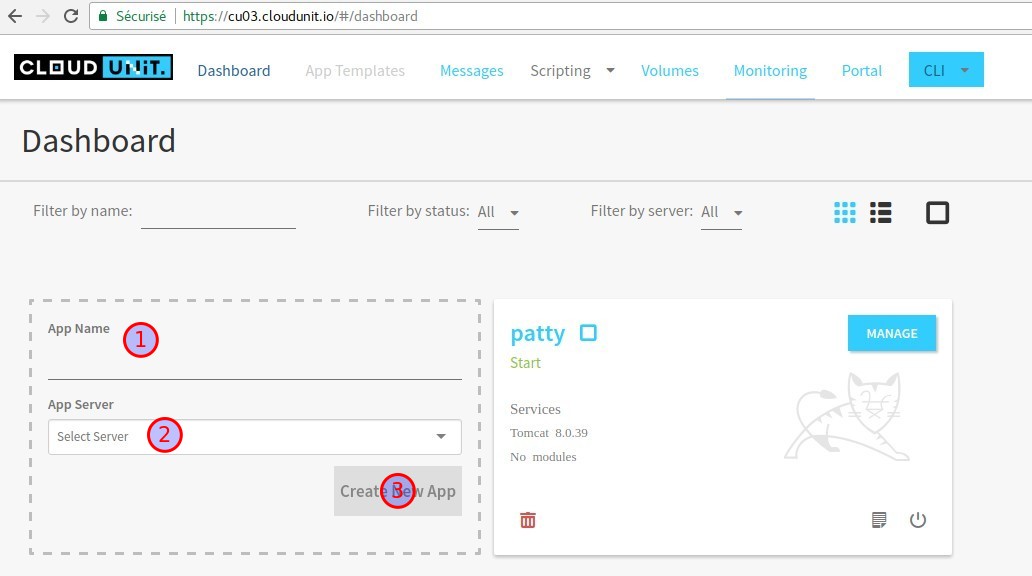 Sécurisé https://cu03.cloudunit.io/#/dashboard
CLOUD UNIT. Dashboard App Templates Messages Scripting Volumes Monitoring Portal CLI
Dashboard
Filter by name: Filter by status: All Filter by server: All
App Name 1
App Server
Select Server 2
Create New App 3
patty MANAGE
Start
Services
Tomcat 8.0.39
No modules